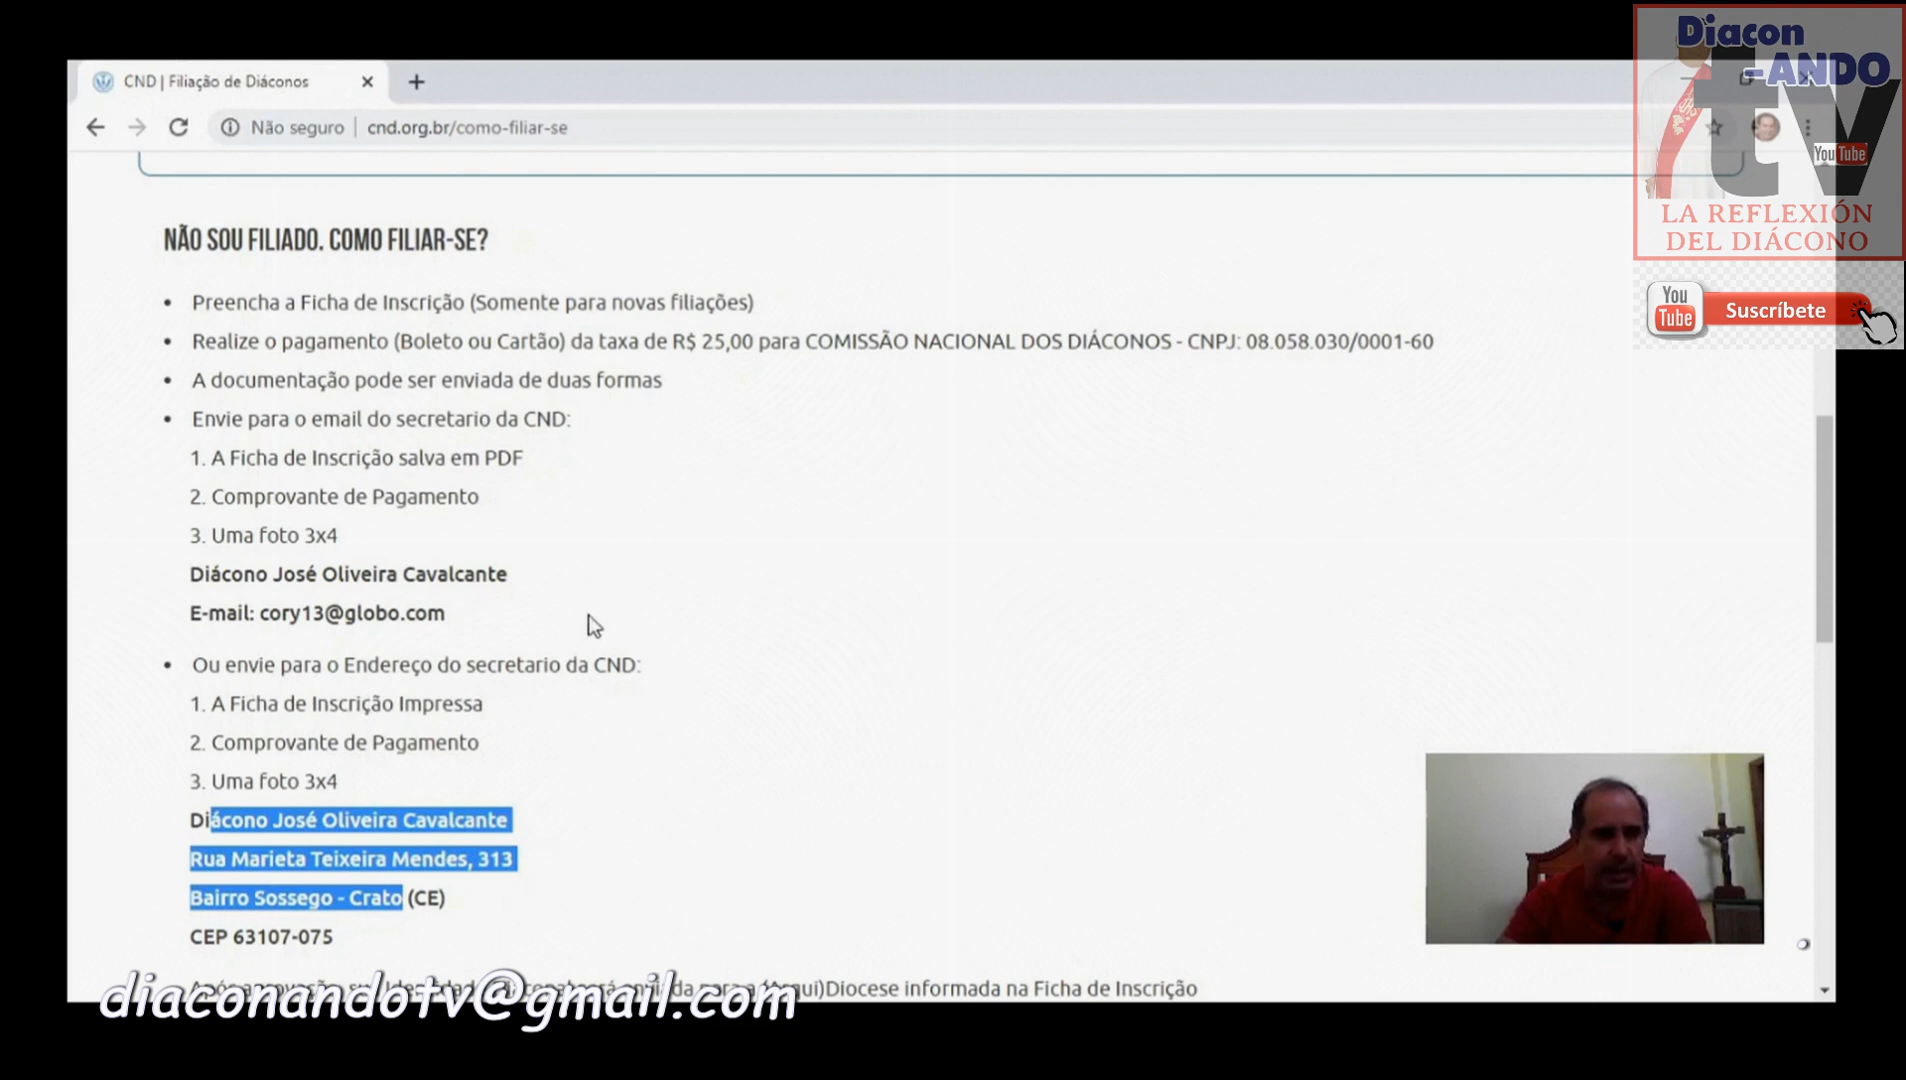 Diacon
-ANDO
tv
YouTube
LA REFLEXIÓN
DEL DIÁCONO
You
Tube
Suscríbete
CND | Filiação de Diáconos
Não seguro
cnd.org.br/como-filiar-se
NÃO SOU FILIADO. COMO FILIAR-SE?
• Preencha a Ficha de Inscrição (Somente para novas filiações)
• Realize o pagamento (Boleto ou Cartão) da taxa de R$ 25,00 para COMISSÃO NACIONAL DOS DIÁCONOS - CNPJ: 08.058.030/0001-60
• A documentação pode ser enviada de duas formas
• Envie para o email do secretario da CND:
1. A Ficha de Inscrição salva em PDF
2. Comprovante de Pagamento
3. Uma foto 3x4
Diácono José Oliveira Cavalcante
E-mail: cory13@globo.com
• Ou envie para o Endereço do secretario da CND:
1. A Ficha de Inscrição Impressa
2. Comprovante de Pagamento
3. Uma foto 3x4
Diácono José Oliveira Cavalcante
Rua Marieta Teixeira Mendes, 313
Bairro Sossego - Crato (CE)
CEP 63107-075
Diocese informada na Ficha de Inscrição
diaconandotv@gmail.com